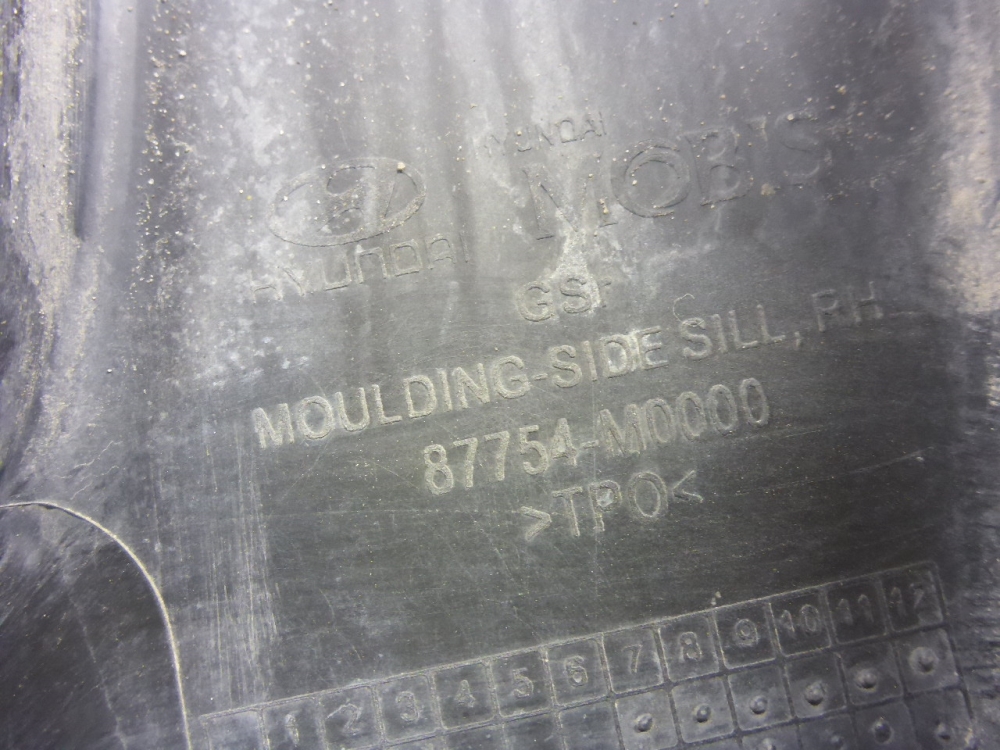 HYUNDAI
MOBIS
HYUNDAI
GSr
MOULDING-SIDE SILL, RH
87754-M0000
>TPO<
1 2 3 4 5 6 7 8 9 10 11 12